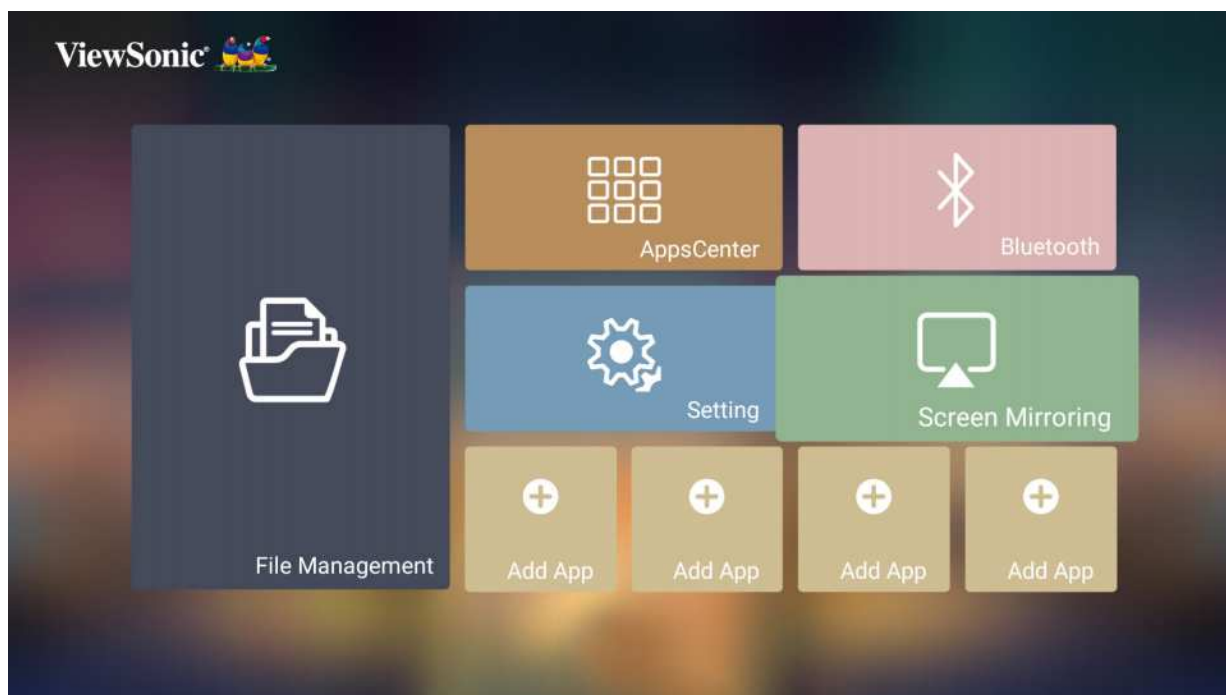 ViewSonic®
AppsCenter
Bluetooth
Setting
Screen Mirroring
File Management
Add App
Add App
Add App
Add App